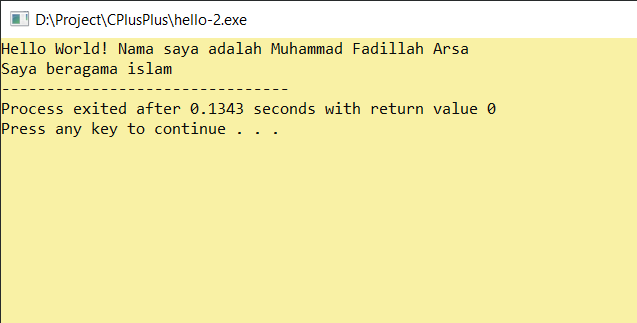 D:\Project\CPlusPlus\hello-2.exe
Hello World! Nama saya adalah Muhammad Fadillah Arsa
Saya beragama islam
--------------------------------
Process exited after 0.1343 seconds with return value 0
Press any key to continue . . .